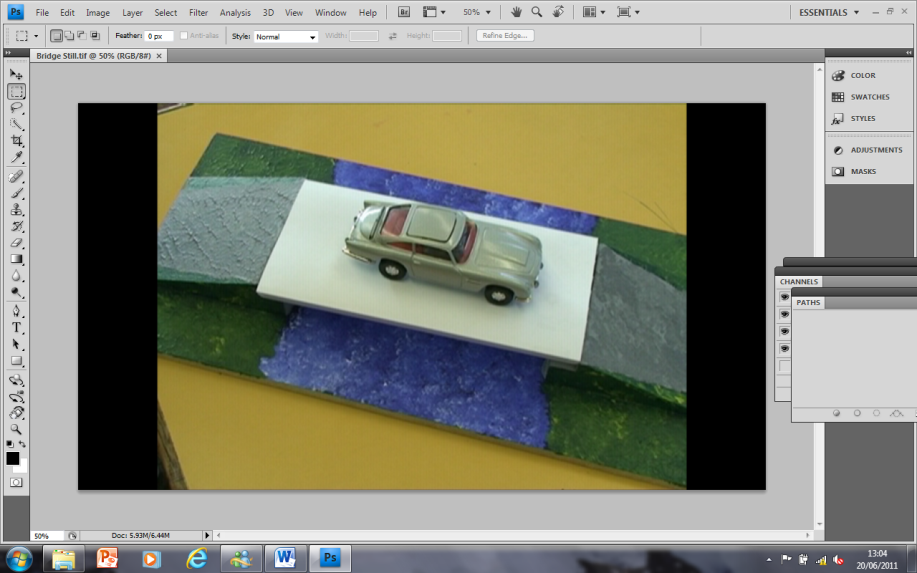 Ps File Edit Image Layer Select Filter Analysis 3D View Window Help Br 50% ESSENTIALS
Feather: 0 px Anti-alias Style: Normal Width: Height: Refine Edge...
Bridge Still.tif @ 50% (RGB/8#) ×
COLOR
SWATCHES
STYLES
ADJUSTMENTS
MASKS
CHANNELS
PATHS
T
50% Doc: 5.93M/6.44M
P W Ps
13:04
20/06/2011